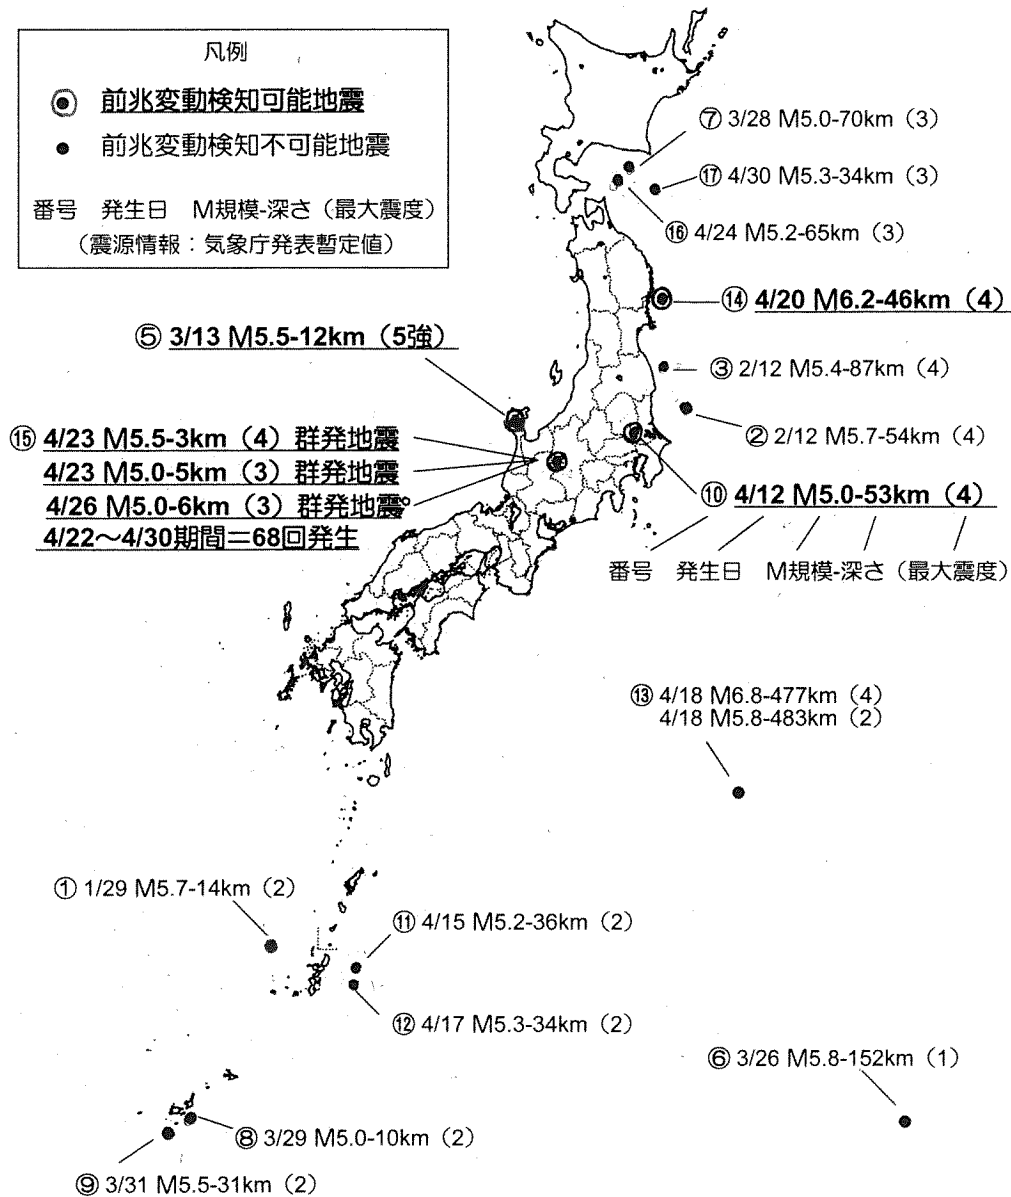 凡例
前兆変動検知可能地震
前兆変動検知不可能地震
番号　発生日　M規模-深さ（最大震度）
（震源情報：気象庁発表暫定値）
⑦ 3/28 M5.0-70km（3）
⑰ 4/30 M5.3-34km（3）
⑯ 4/24 M5.2-65km（3）
⑭ 4/20 M6.2-46km（4）
⑤ 3/13 M5.5-12km（5強）
③ 2/12 M5.4-87km（4）
② 2/12 M5.7-54km（4）
⑮ 4/23 M5.5-3km（4）群発地震
4/23 M5.0-5km（3）群発地震
4/26 M5.0-6km（3）群発地震
4/22〜4/30期間＝68回発生
⑩ 4/12 M5.0-53km（4）
番号　発生日　M規模-深さ（最大震度）
⑬ 4/18 M6.8-477km（4）
4/18 M5.8-483km（2）
① 1/29 M5.7-14km（2）
⑪ 4/15 M5.2-36km（2）
⑫ 4/17 M5.3-34km（2）
⑥ 3/26 M5.8-152km（1）
⑧ 3/29 M5.0-10km（2）
⑨ 3/31 M5.5-31km（2）